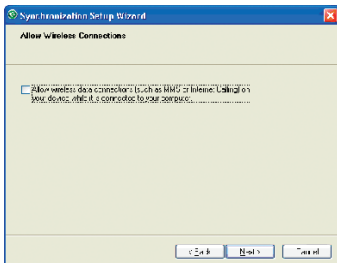 Synchronization Setup Wizard
Allow Wireless Connections
Allow wireless data connections (such as MMS or Internet Calling) on
your device while it is connected to your computer.
< Back
Next >
Cancel